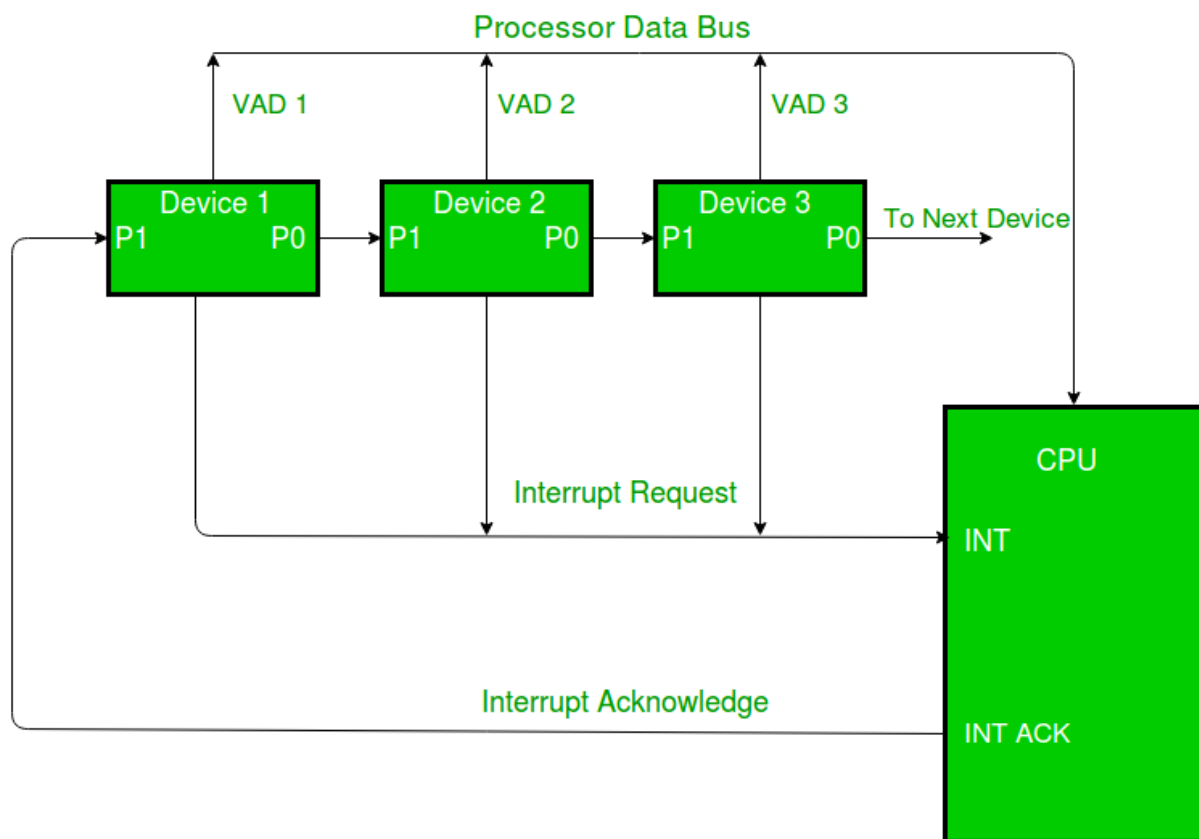 Processor Data Bus
VAD 1
VAD 2
VAD 3
Device 1
P1
P0
Device 2
P1
P0
Device 3
P1
P0
To Next Device
CPU
Interrupt Request
INT
Interrupt Acknowledge
INT ACK